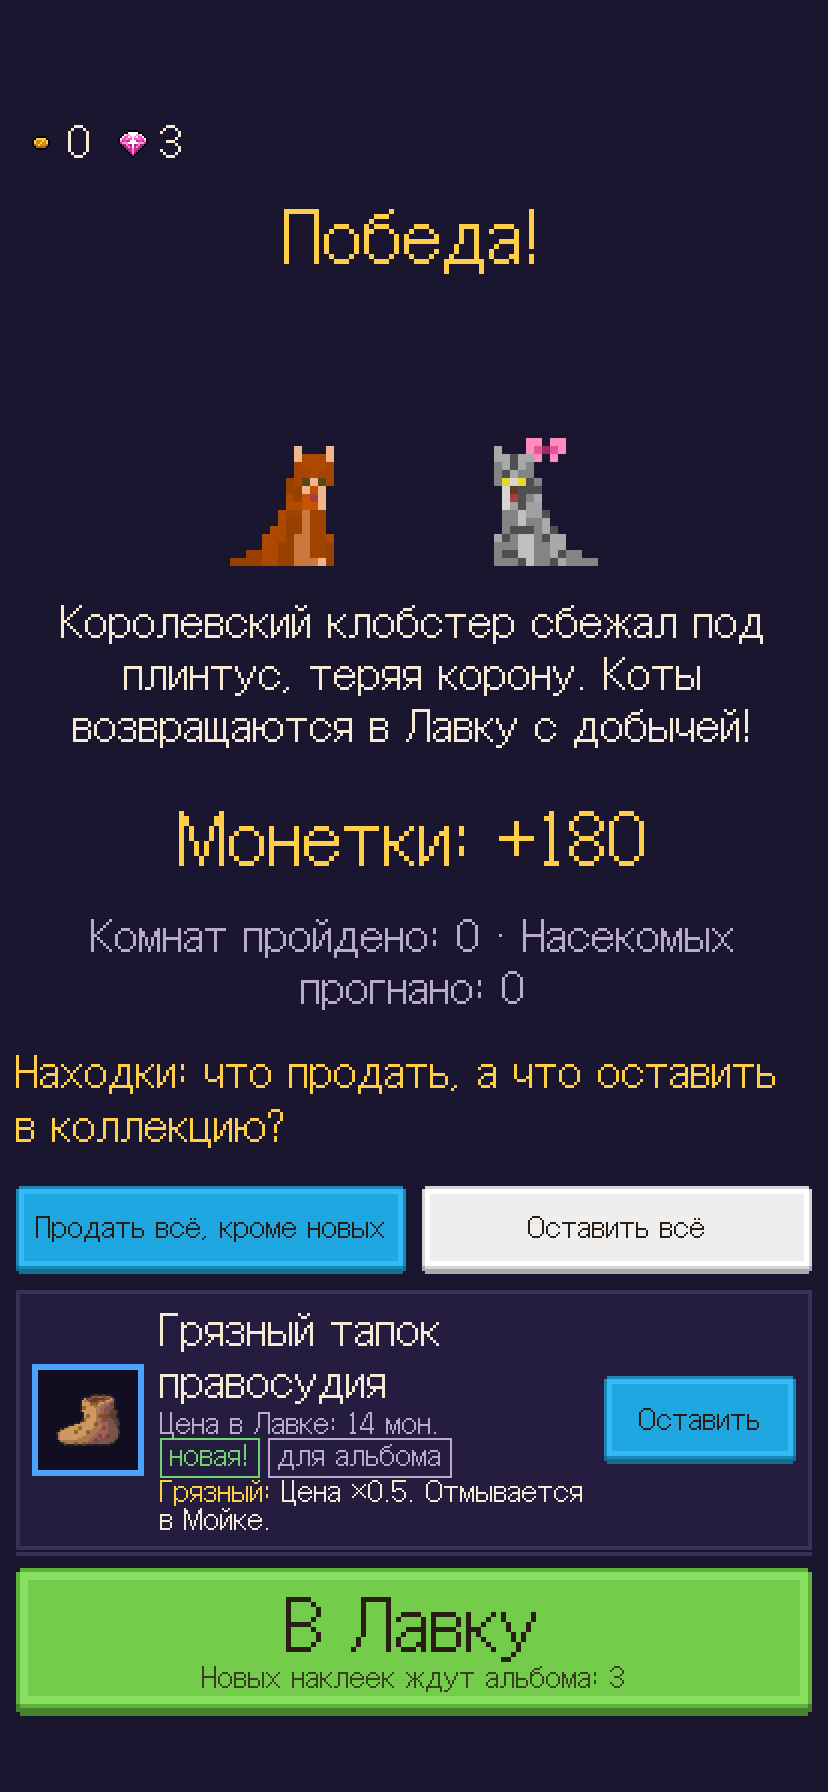 0 3
Победа!
Королевский клобстер сбежал под
плинтус, теряя корону. Коты
возвращаются в Лавку с добычей!
Монетки: +180
Комнат пройдено: 0 · Насекомых
прогнано: 0
Находки: что продать, а что оставить
в коллекцию?
Продать всё, кроме новых
Оставить всё
Грязный тапок
правосудия
Цена в Лавке: 14 мон.
новая! для альбома
Грязный: Цена ×0.5. Отмывается
в Мойке.
Оставить
В Лавку
Новых наклеек ждут альбома: 3